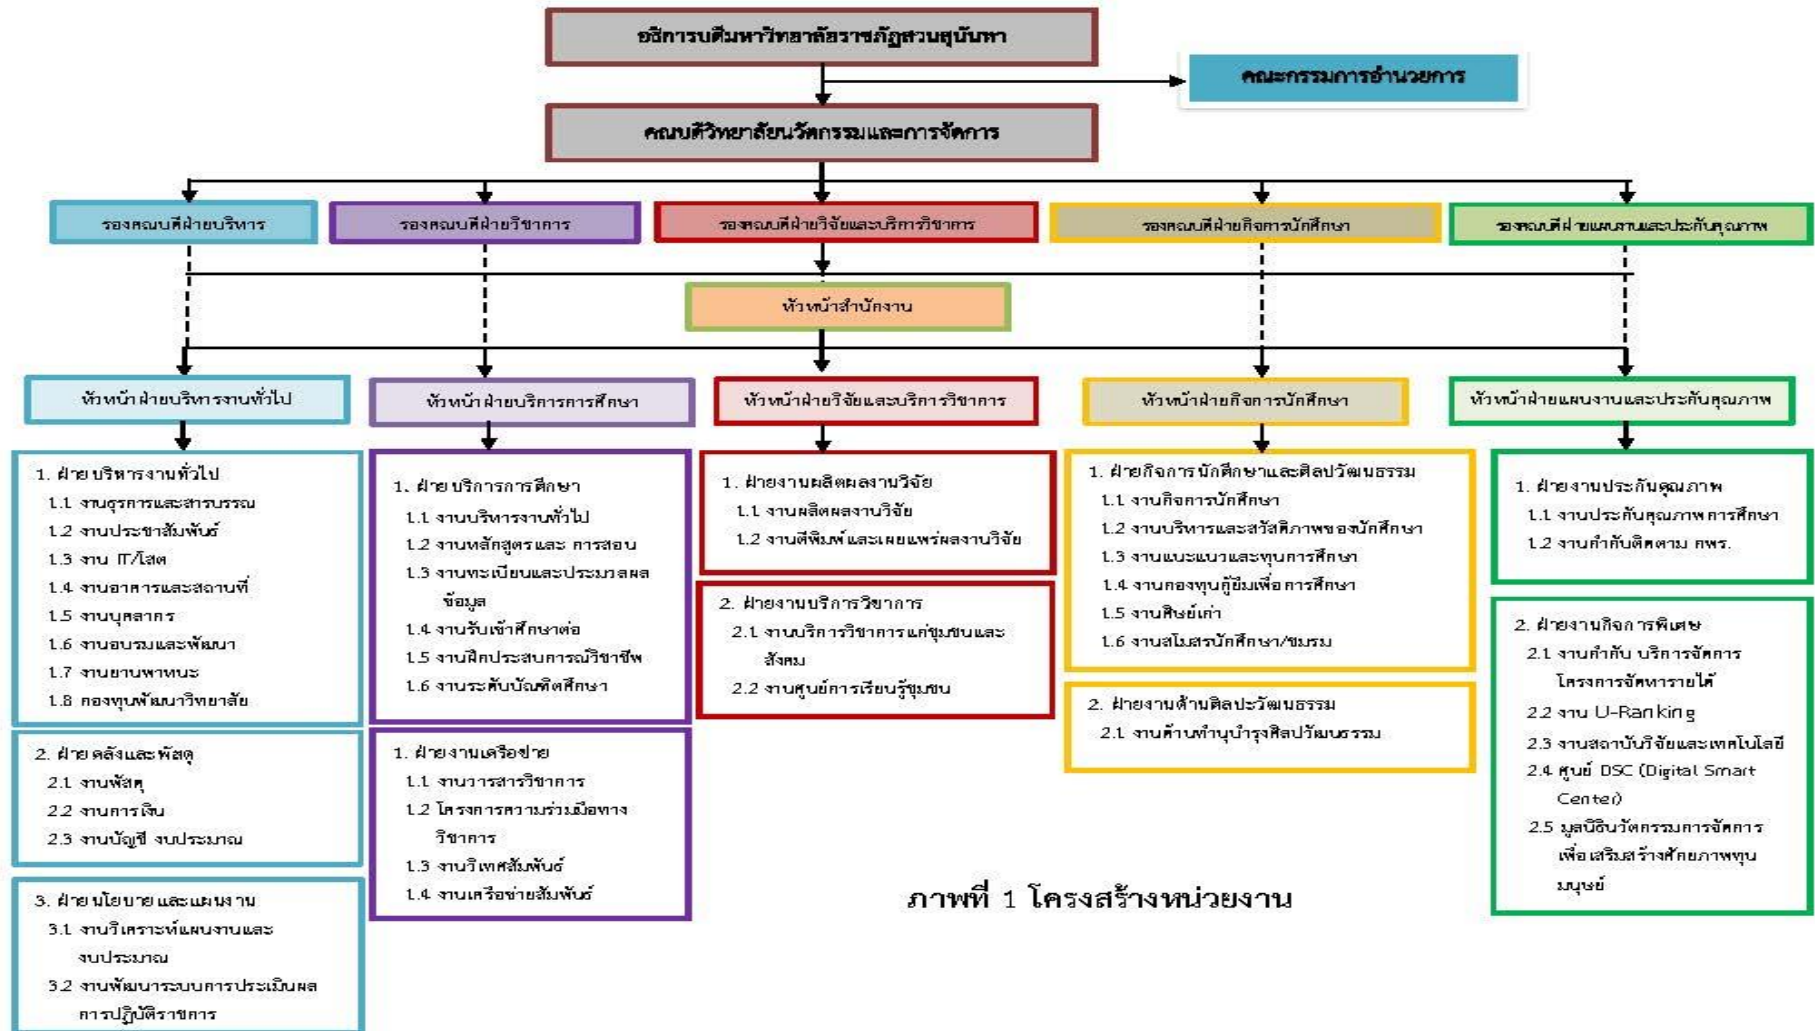 อธิการบดีมหาวิทยาลัยราชภัฏสวนสุนันทา
คณะกรรมการอำนวยการ
คณบดีวิทยาลัยนวัตกรรมและการจัดการ
รองคณบดีฝ่ายบริหาร
รองคณบดีฝ่ายวิชาการ
รองคณบดีฝ่ายวิจัยและบริการวิชาการ
รองคณบดีฝ่ายกิจการนักศึกษา
รองคณบดีฝ่ายแผนงานและประกันคุณภาพ
หัวหน้าสำนักงาน
หัวหน้าฝ่ายบริหารงานทั่วไป
หัวหน้าฝ่ายบริการการศึกษา
หัวหน้าฝ่ายวิจัยและบริการวิชาการ
หัวหน้าฝ่ายกิจการนักศึกษา
หัวหน้าฝ่ายแผนงานและประกันคุณภาพ
1. ฝ่ายบริหารงานทั่วไป
1.1 งานธุรการและสารบรรณ
1.2 งานประชาสัมพันธ์
1.3 งาน IT/โสต
1.4 งานอาคารและสถานที่
1.5 งานบุคลากร
1.6 งานอบรมและพัฒนา
1.7 งานยานพาหนะ
1.8 กองทุนพัฒนาวิทยาลัย
2. ฝ่ายคลังและพัสดุ
2.1 งานพัสดุ
2.2 งานการเงิน
2.3 งานบัญชี งบประมาณ
3. ฝ่ายนโยบายและแผนงาน
3.1 งานวิเคราะห์แผนงานและ
งบประมาณ
3.2 งานพัฒนาระบบการประเมินผล
การปฏิบัติราชการ
1. ฝ่ายบริการการศึกษา
1.1 งานบริหารงานทั่วไป
1.2 งานหลักสูตรและ การสอน
1.3 งานทะเบียนและประมวลผล
ข้อมูล
1.4 งานรับเข้าศึกษาต่อ
1.5 งานฝึกประสบการณ์วิชาชีพ
1.6 งานระดับบัณฑิตศึกษา
1. ฝ่ายงานเครือข่าย
1.1 งานวารสารวิชาการ
1.2 โครงการความร่วมมือทาง
วิชาการ
1.3 งานวิเทศสัมพันธ์
1.4 งานเครือข่ายสัมพันธ์
1. ฝ่ายงานผลิตผลงานวิจัย
1.1 งานผลิตผลงานวิจัย
1.2 งานตีพิมพ์และเผยแพร่ผลงานวิจัย
2. ฝ่ายงานบริการวิชาการ
2.1 งานบริการวิชาการแก่ชุมชนและ
สังคม
2.2 งานศูนย์การเรียนรู้ชุมชน
1. ฝ่ายกิจการนักศึกษาและศิลปวัฒนธรรม
1.1 งานกิจการนักศึกษา
1.2 งานบริหารและสวัสดิภาพของนักศึกษา
1.3 งานแนะแนวและทุนการศึกษา
1.4 งานกองทุนกู้ยืมเพื่อการศึกษา
1.5 งานศิษย์เก่า
1.6 งานสโมสรนักศึกษา/ชมรม
2. ฝ่ายงานด้านศิลปะวัฒนธรรม
2.1 งานด้านทำนุบำรุงศิลปวัฒนธรรม
1. ฝ่ายงานประกันคุณภาพ
1.1 งานประกันคุณภาพการศึกษา
1.2 งานกำกับติดตาม กพร.
2. ฝ่ายงานกิจการพิเศษ
2.1 งานกำกับ บริการจัดการ
โครงการจัดหารายได้
2.2 งาน U-Ranking
2.3 งานสถาบันวิจัยและเทคโนโลยี
2.4 ศูนย์ DSC (Digital Smart
Center)
2.5 มูลนิธินวัตกรรมการจัดการ
เพื่อเสริมสร้างศักยภาพทุน
มนุษย์
ภาพที่ 1 โครงสร้างหน่วยงาน